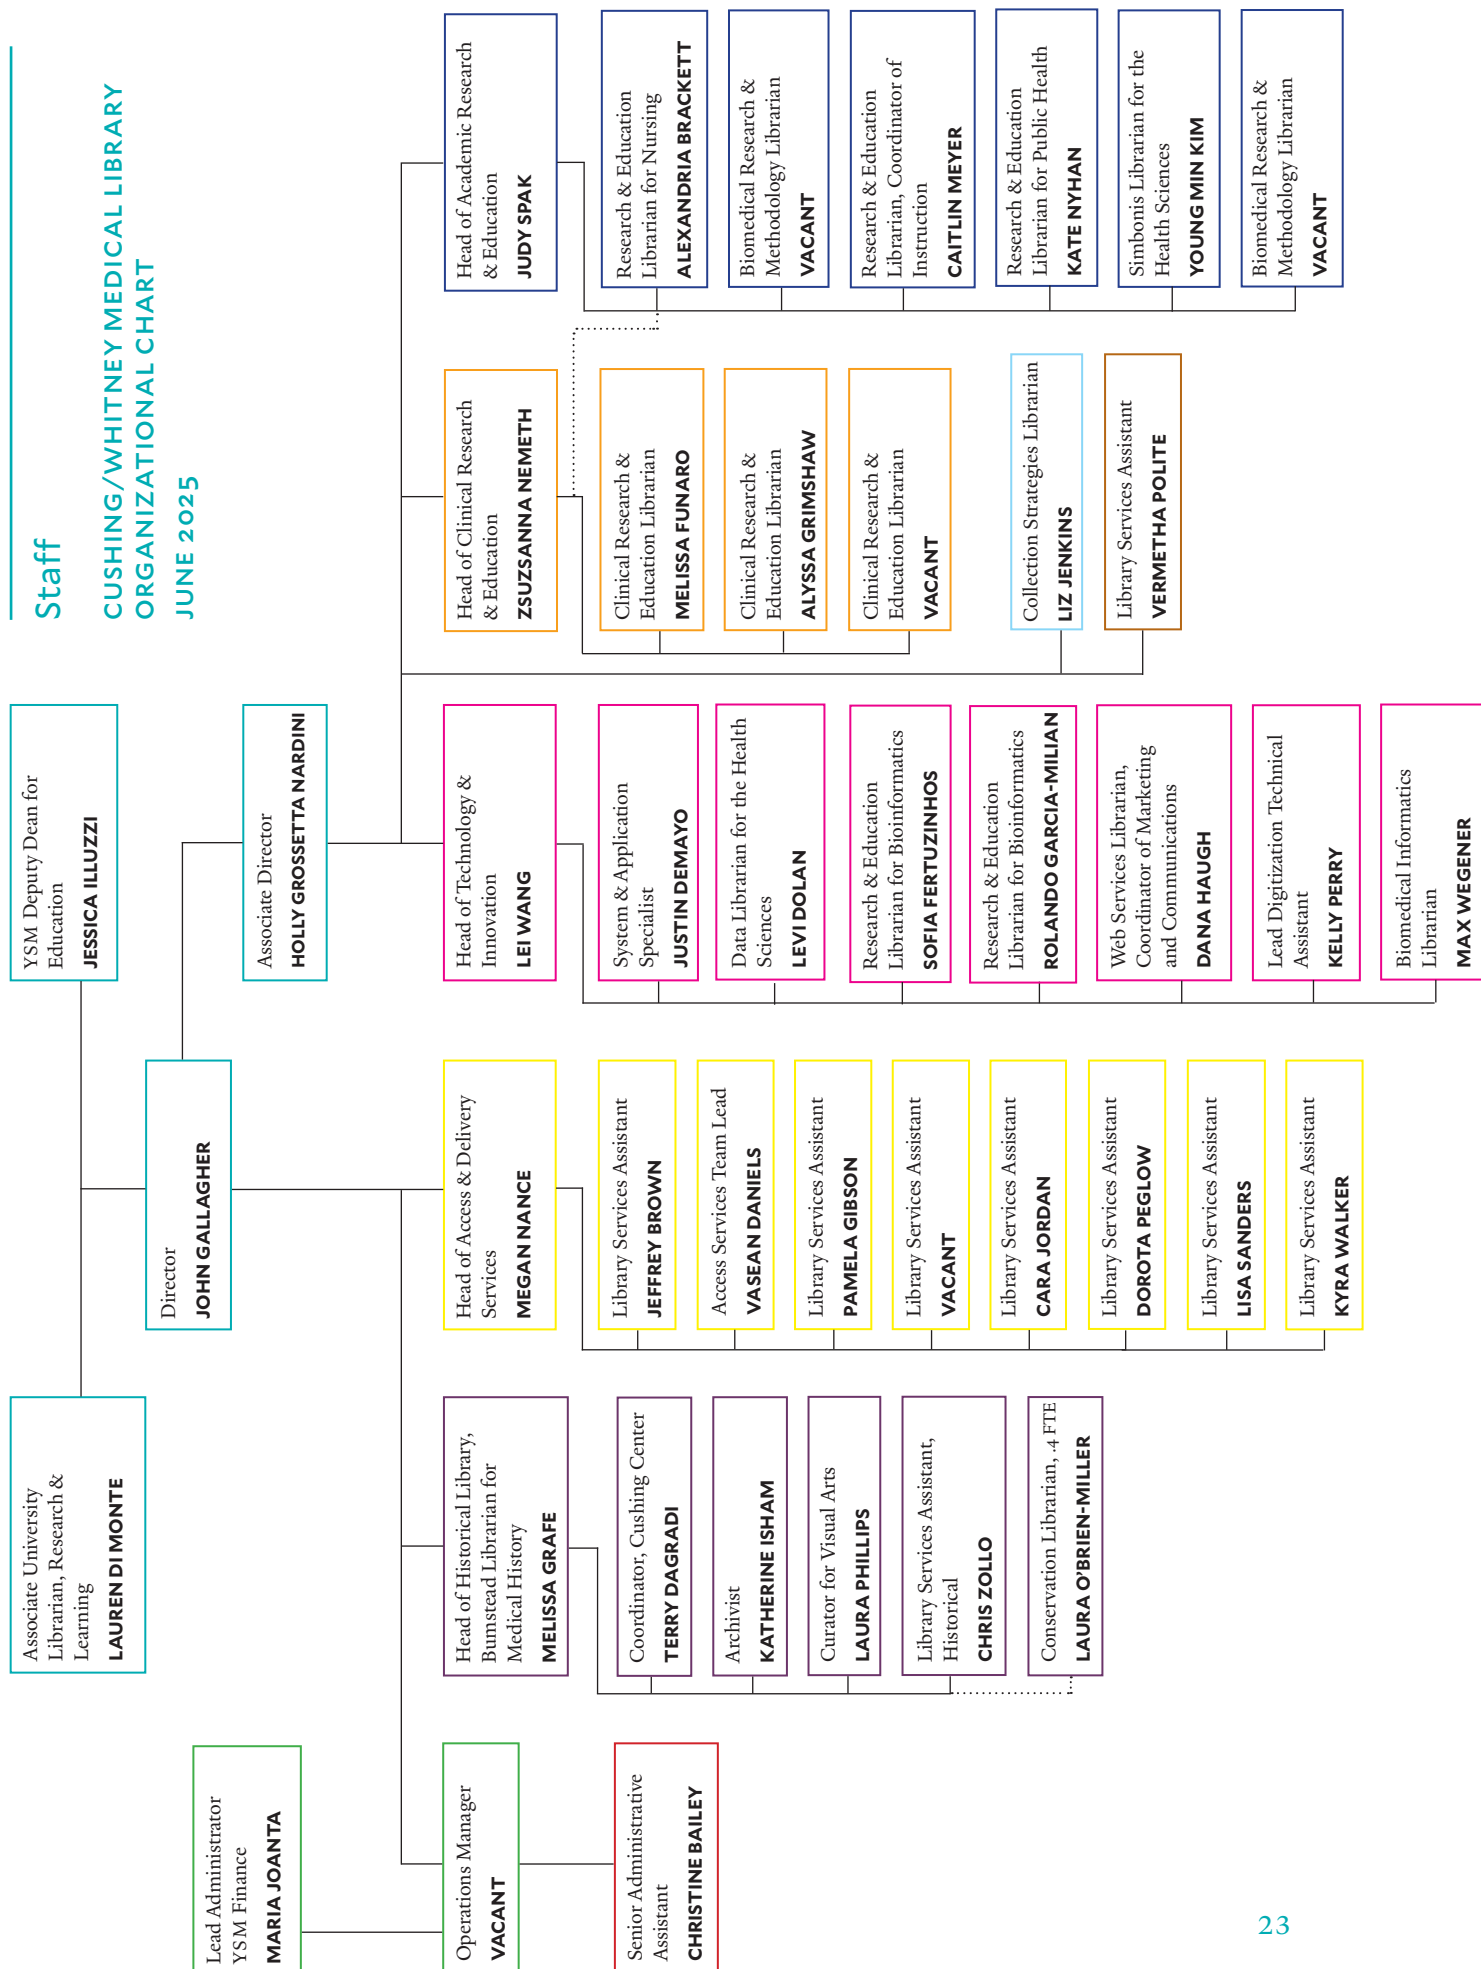 Staff
CUSHING/WHITNEY MEDICAL LIBRARY
ORGANIZATIONAL CHART
JUNE 2025
Associate University
Librarian, Research &
Learning
LAUREN DI MONTE
YSM Deputy Dean for
Education
JESSICA ILLUZZI
Director
JOHN GALLAGHER
Lead Administrator
YSM Finance
MARIA JOANTA
Associate Director
HOLLY GROSSETTA NARDINI
Operations Manager
VACANT
Senior Administrative
Assistant
CHRISTINE BAILEY
Head of Historical Library,
Bumstead Librarian for
Medical History
MELISSA GRAFE
Coordinator, Cushing Center
TERRY DAGRADI
Archivist
KATHERINE ISHAM
Curator for Visual Arts
LAURA PHILLIPS
Library Services Assistant,
Historical
CHRIS ZOLLO
Conservation Librarian, .4 FTE
LAURA O'BRIEN-MILLER
Head of Access & Delivery
Services
MEGAN NANCE
Library Services Assistant
JEFFREY BROWN
Access Services Team Lead
VASEAN DANIELS
Library Services Assistant
PAMELA GIBSON
Library Services Assistant
VACANT
Library Services Assistant
CARA JORDAN
Library Services Assistant
DOROTA PEGLOW
Library Services Assistant
LISA SANDERS
Library Services Assistant
KYRA WALKER
Head of Technology &
Innovation
LEI WANG
System & Application
Specialist
JUSTIN DEMAYO
Data Librarian for the Health
Sciences
LEVI DOLAN
Research & Education
Librarian for Bioinformatics
SOFIA FERTUZINHOS
Research & Education
Librarian for Bioinformatics
ROLANDO GARCIA-MILIAN
Web Services Librarian,
Coordinator of Marketing
and Communications
DANA HAUGH
Lead Digitization Technical
Assistant
KELLY PERRY
Biomedical Informatics
Librarian
MAX WEGENER
Head of Clinical Research
& Education
ZSUZSANNA NEMETH
Clinical Research &
Education Librarian
MELISSA FUNARO
Clinical Research &
Education Librarian
ALYSSA GRIMSHAW
Clinical Research &
Education Librarian
VACANT
Collection Strategies Librarian
LIZ JENKINS
Library Services Assistant
VERMETHA POLITE
Head of Academic Research
& Education
JUDY SPAK
Research & Education
Librarian for Nursing
ALEXANDRIA BRACKETT
Biomedical Research &
Methodology Librarian
VACANT
Research & Education
Librarian, Coordinator of
Instruction
CAITLIN MEYER
Research & Education
Librarian for Public Health
KATE NYHAN
Simbonis Librarian for the
Health Sciences
YOUNG MIN KIM
Biomedical Research &
Methodology Librarian
VACANT
23